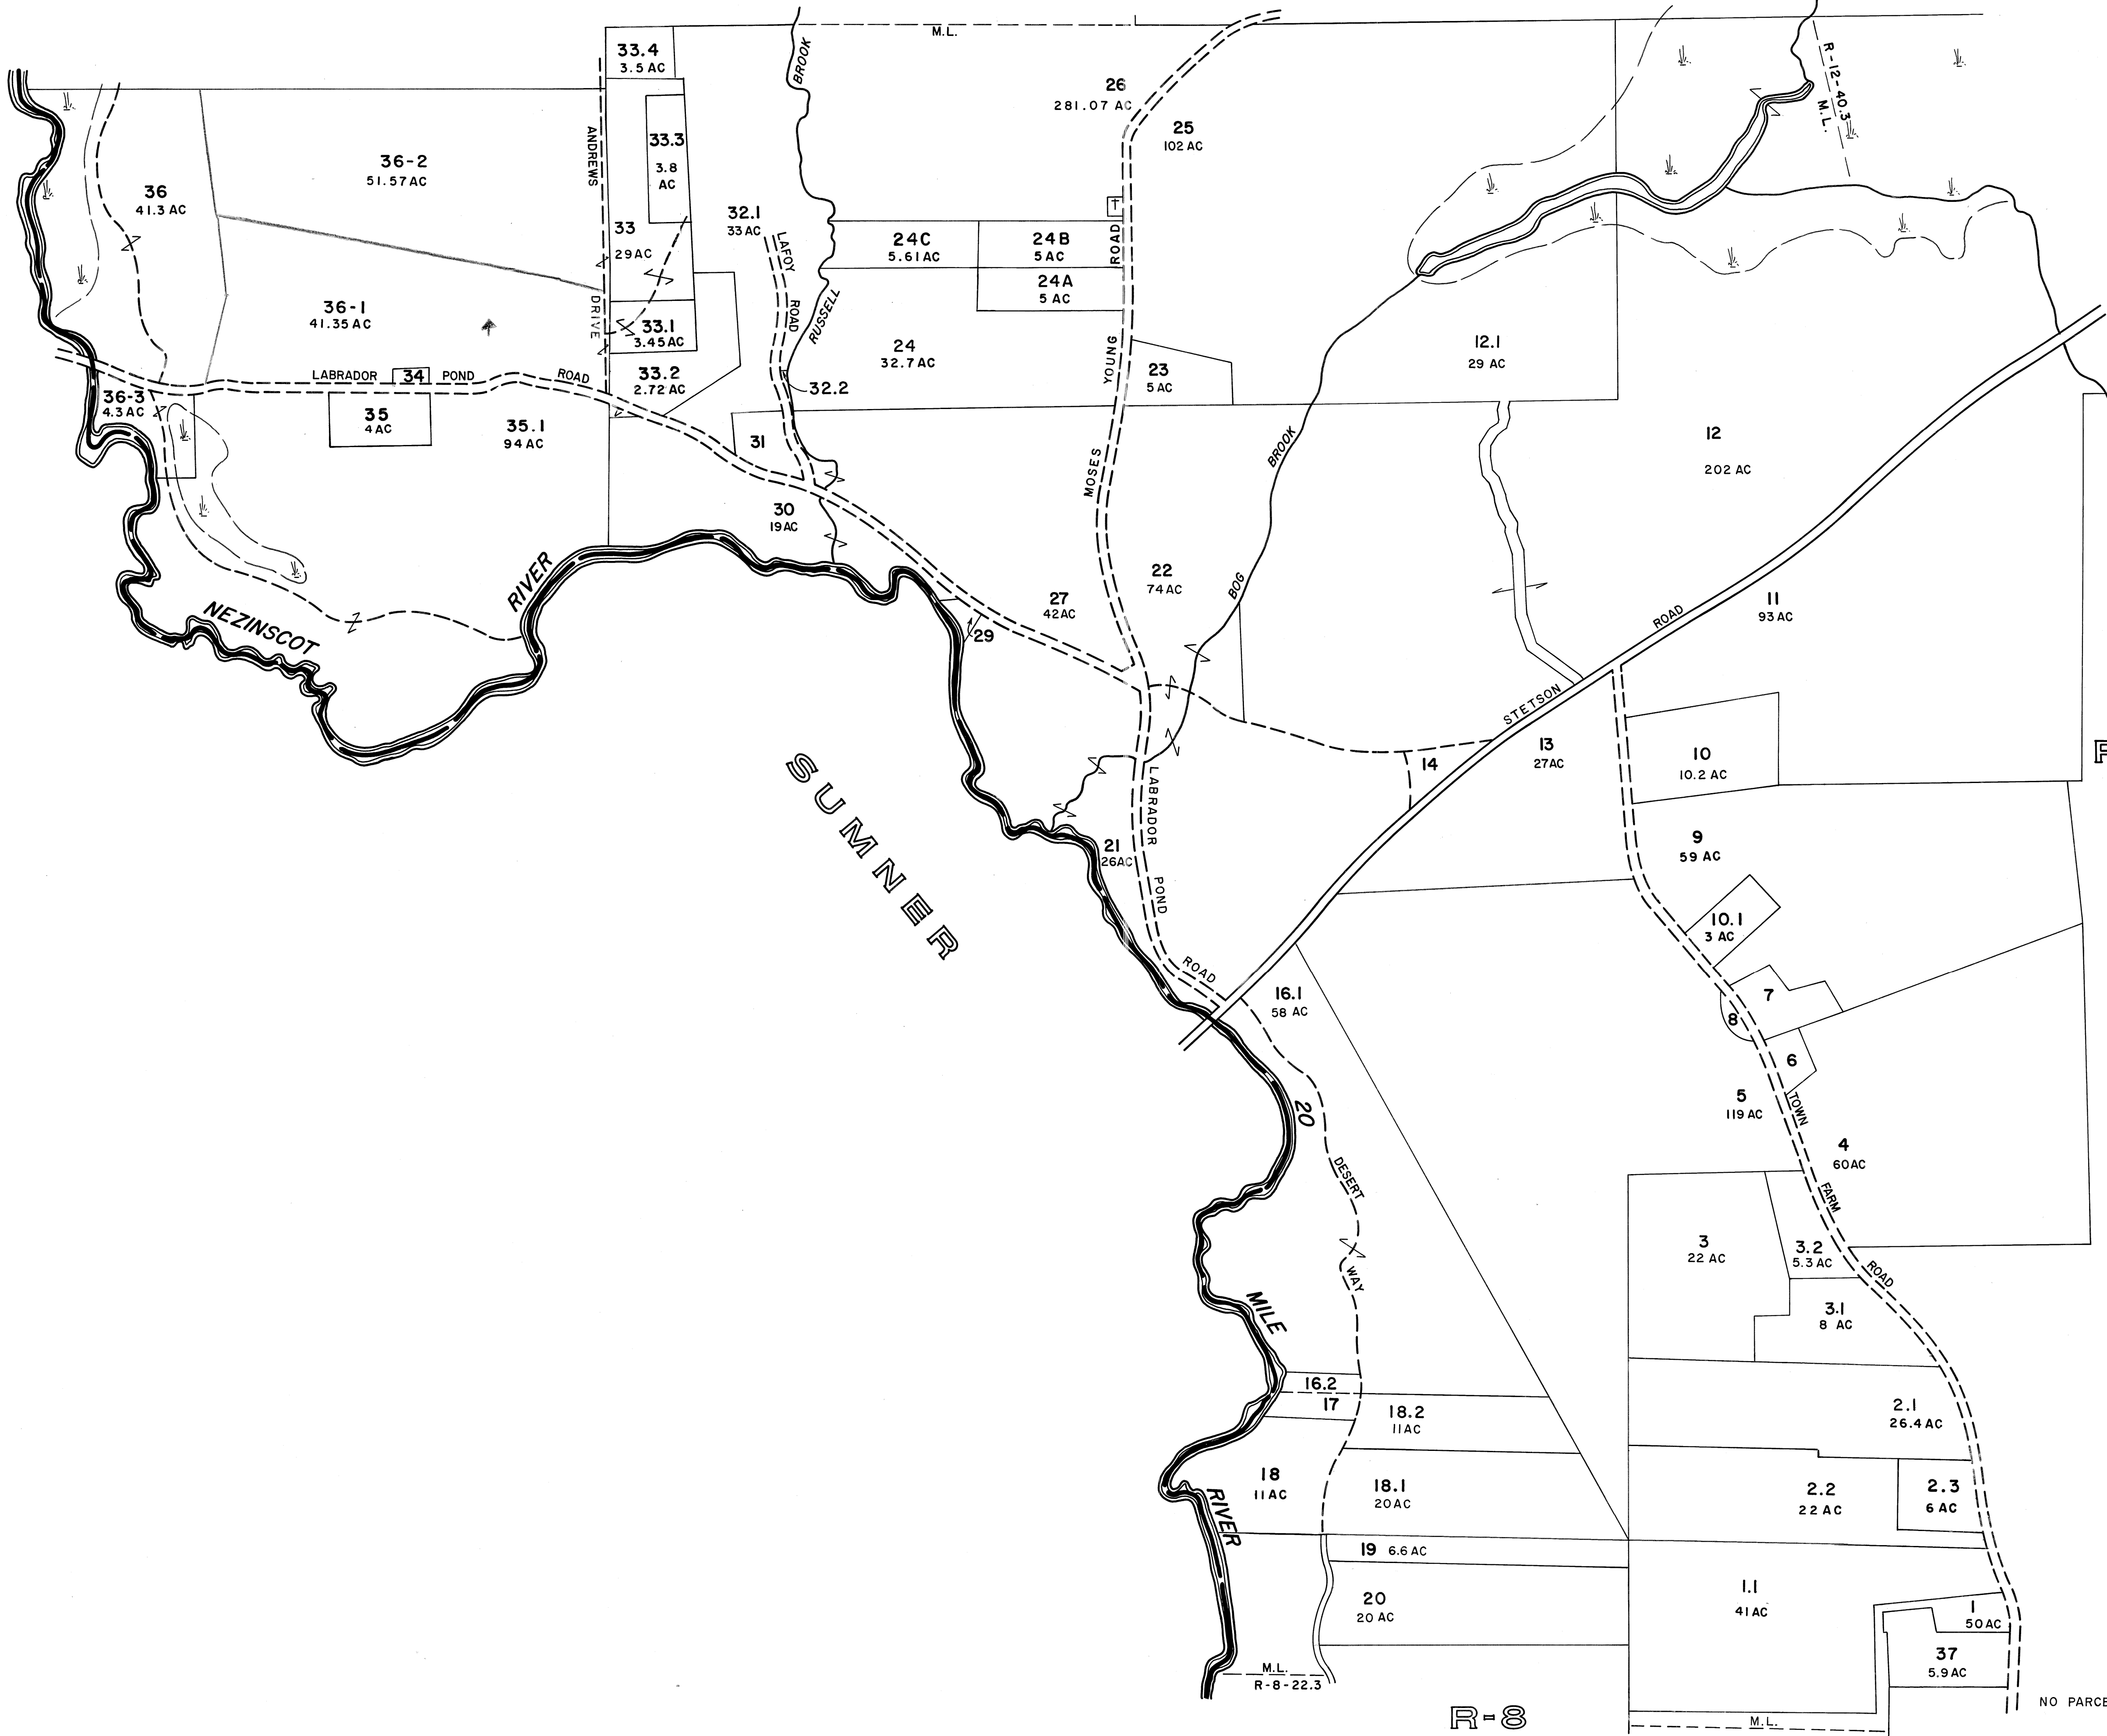 M.L.
BROOK
33.4
3.5 AC
26
281.07 AC
R-12-40.3
M.L.
25
102 AC
ANDREWS
33.3
3.8
AC
36-2
51.57 AC
36
41.3 AC
32.1
33 AC
33
29 AC
LAFOY
ROAD
24C
5.61 AC
24B
5 AC
ROAD
24A
5 AC
36-1
41.35 AC
DRIVE
33.1
3.45 AC
RUSSELL
24
32.7 AC
YOUNG
12.1
29 AC
23
5 AC
LABRADOR
34
POND
ROAD
33.2
2.72 AC
32.2
36-3
4.3 AC
35
4 AC
35.1
94 AC
31
BROOK
12
202 AC
MOSES
30
19 AC
22
74 AC
BOG
RIVER
27
42 AC
29
NEZINSCOT
ROAD
11
93 AC
STETSON
13
27 AC
14
10
10.2 AC
SUMNER
LABRADOR
21
26 AC
9
59 AC
POND
10.1
3 AC
ROAD
16.1
58 AC
7
8
6
5
119 AC
TOWN
20
4
60 AC
DESERT
FARM
3
22 AC
3.2
5.3 AC
WAY
ROAD
MILE
3.1
8 AC
16.2
17
18.2
11 AC
2.1
26.4 AC
18
11 AC
18.1
20 AC
2.2
22 AC
2.3
6 AC
RIVER
19 6.6 AC
20
20 AC
1.1
41 AC
1
50 AC
37
5.9 AC
M.L.
R-8-22.3
R-8
M.L.
NO PARCE